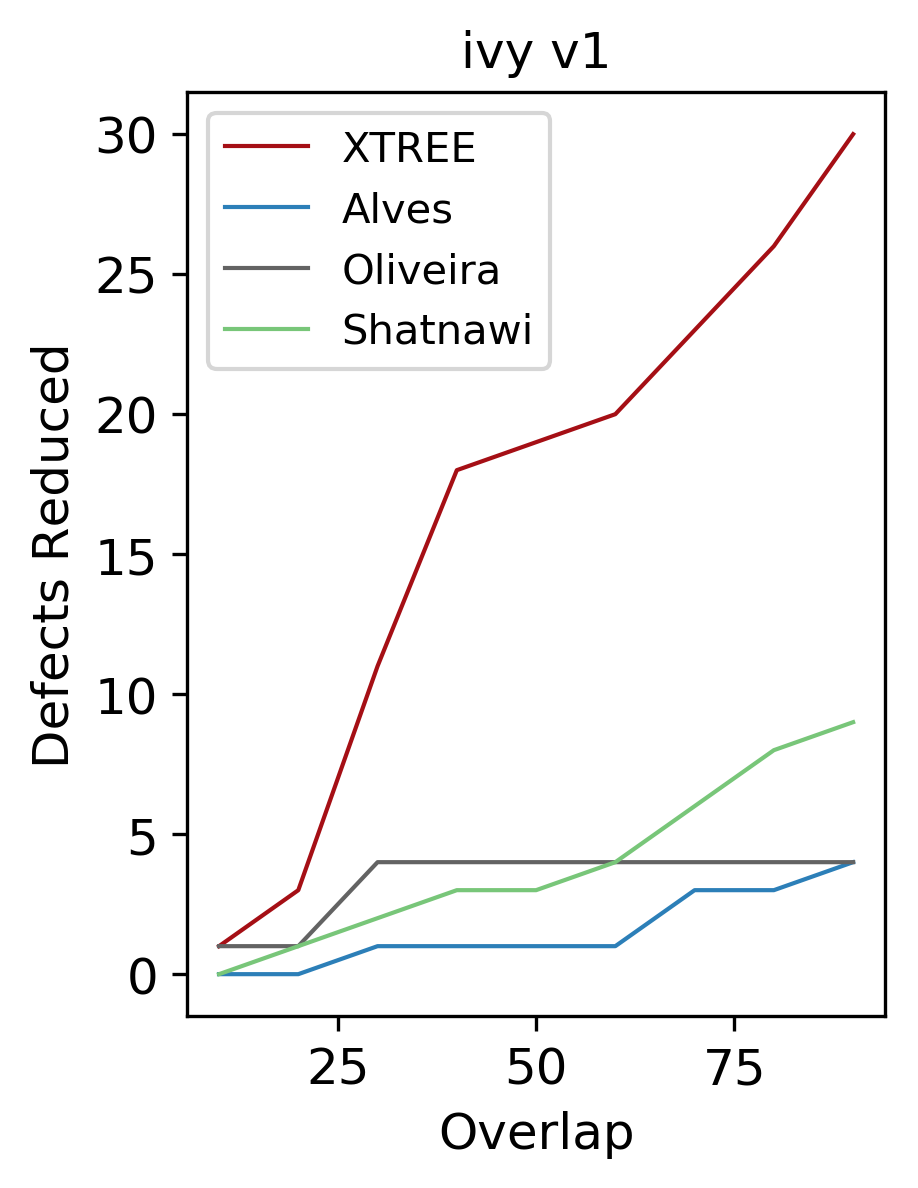 ivy v1
XTREE
Alves
Oliveira
Shatnawi
Defects Reduced
30
25
20
15
10
5
0
25 50 75
Overlap